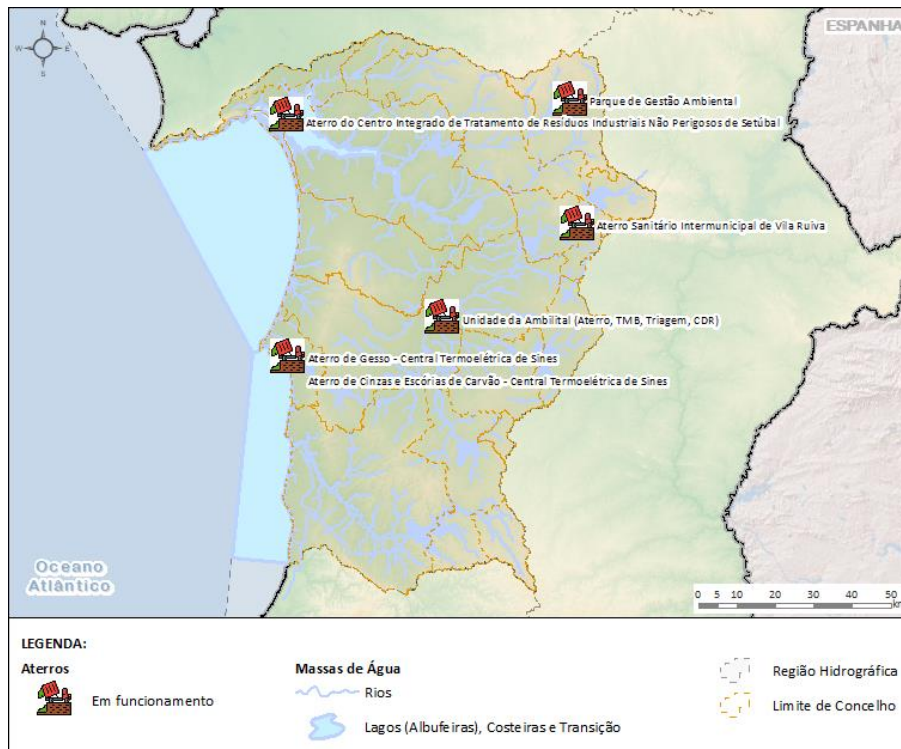 N
W
E
S
ESPANHA
Parque de Gestão Ambiental
Aterro do Centro Integrado de Tratamento de Resíduos Industriais Não Perigosos de Setúbal
Aterro Sanitário Intermunicipal de Vila Ruiva
Unidade da Ambilital (Aterro, TMB, Triagem, CDR)
Aterro de Gesso - Central Termoelétrica de Sines
Aterro de Cinzas e Escórias de Carvão - Central Termoelétrica de Sines
Oceano
Atlântico
0 5 10 20 30 40 50
km
LEGENDA:
Aterros
Em funcionamento
Massas de Água
Rios
Lagos (Albufeiras), Costeiras e Transição
Região Hidrográfica
Limite de Concelho